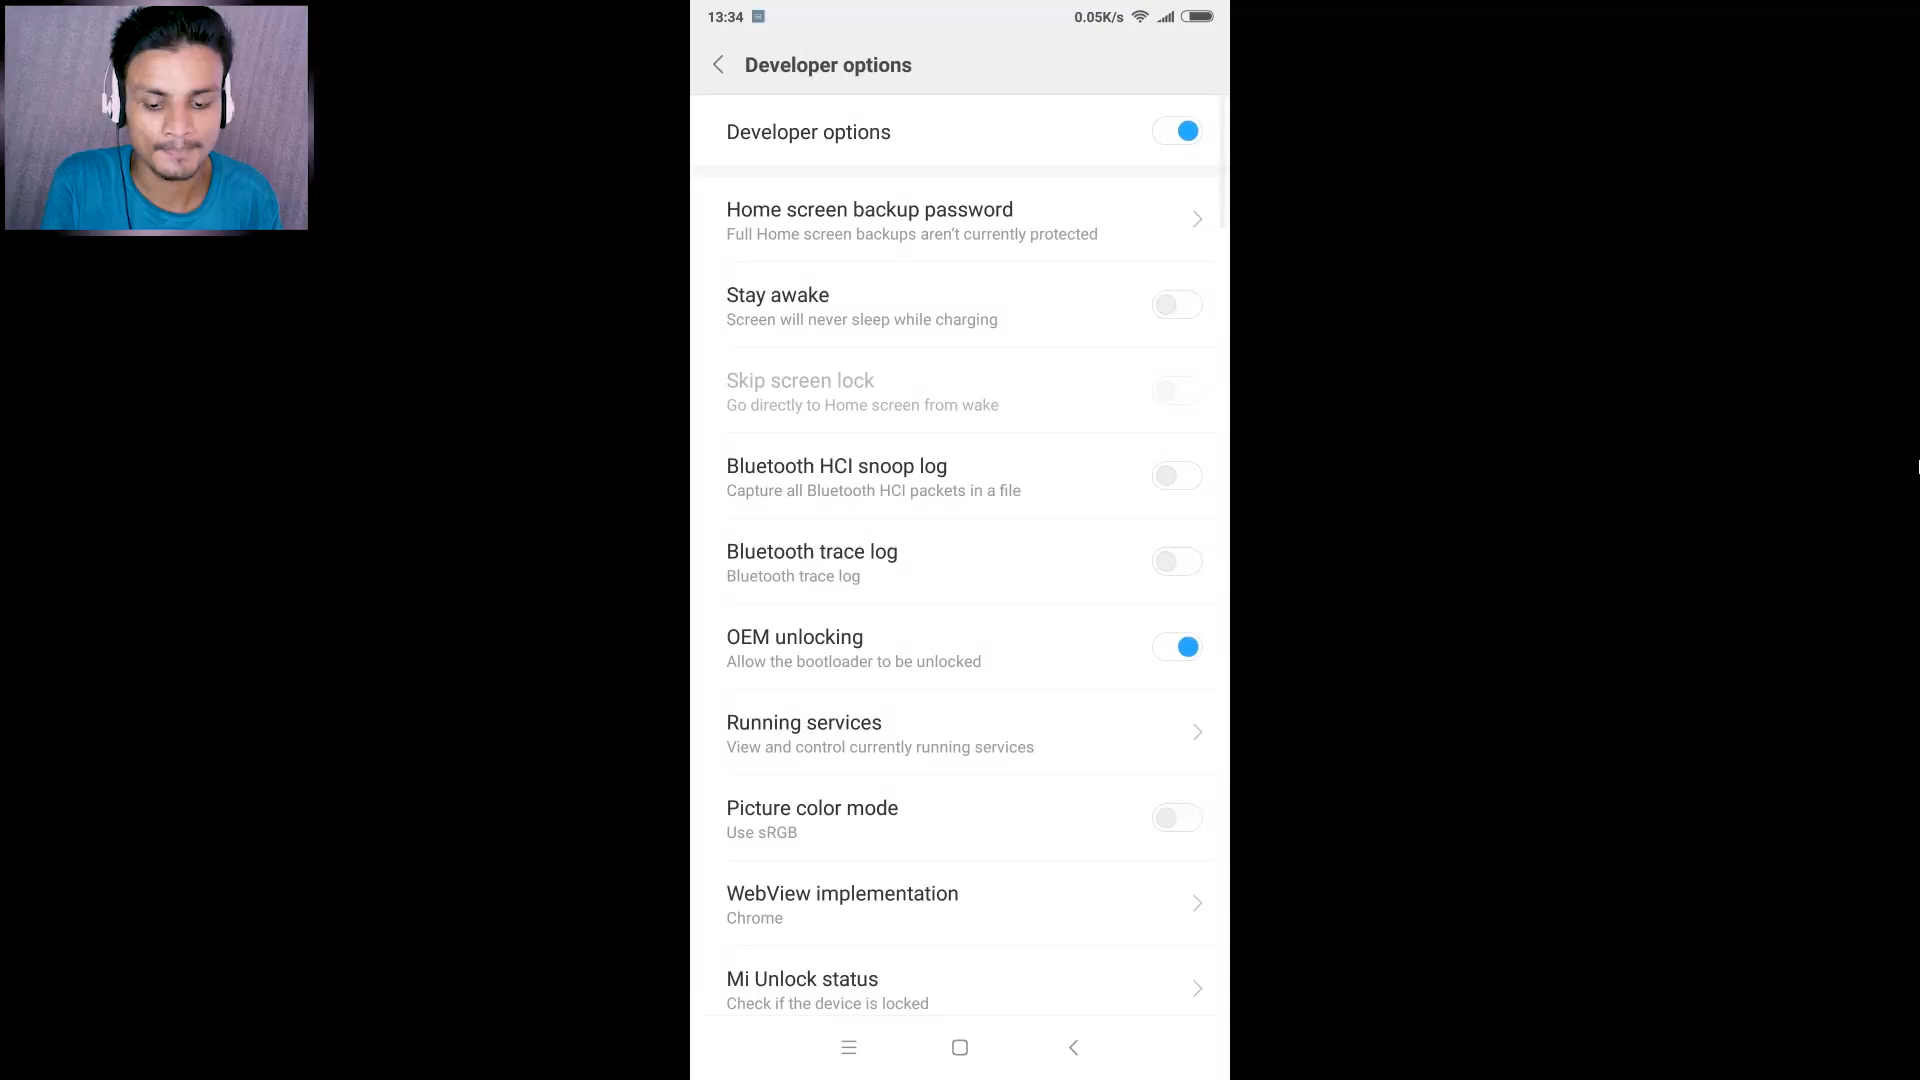 13:34
0.05K/s
Developer options
Developer options
Home screen backup password
Full Home screen backups aren't currently protected
Stay awake
Screen will never sleep while charging
Skip screen lock
Go directly to Home screen from wake
Bluetooth HCI snoop log
Capture all Bluetooth HCI packets in a file
Bluetooth trace log
Bluetooth trace log
OEM unlocking
Allow the bootloader to be unlocked
Running services
View and control currently running services
Picture color mode
Use sRGB
WebView implementation
Chrome
Mi Unlock status
Check if the device is locked